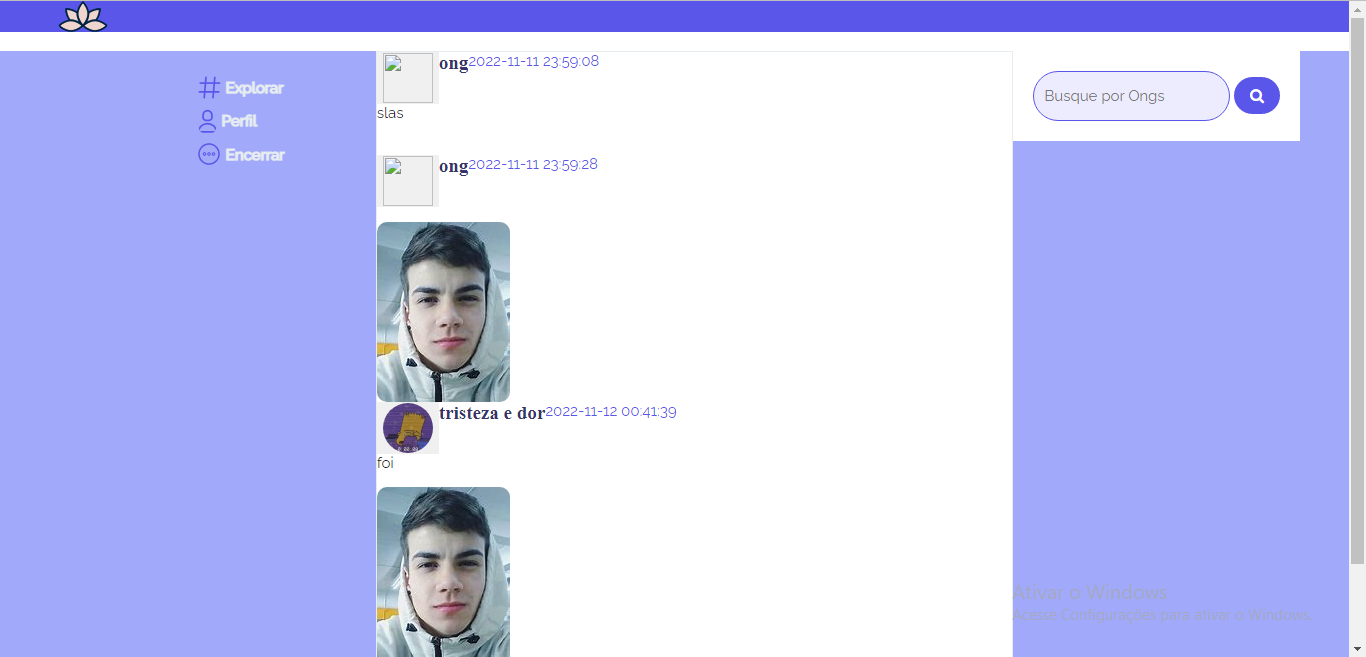 Explorar
Perfil
Encerrar
ong2022-11-11 23:59:08
slas
ong2022-11-11 23:59:28
tristeza e dor2022-11-12 00:41:39
foi
Busque por Ongs
Ativar o Windows
Acesse Configurações para ativar o Windows.